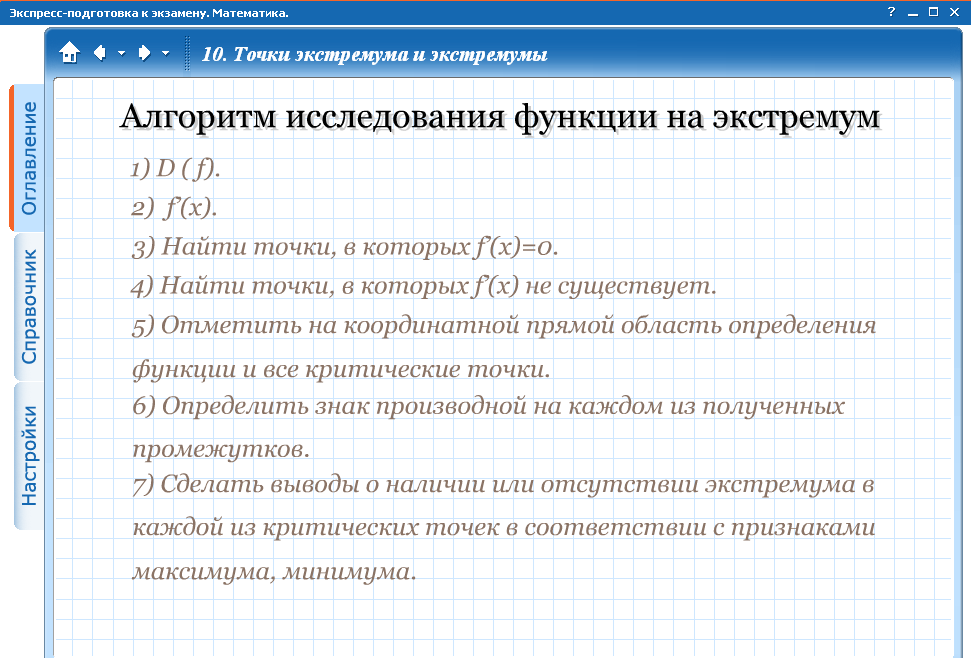 Экспресс-подготовка к экзамену. Математика.
10. Точки экстремума и экстремумы
Оглавление
Справочник
Настройки
Алгоритм исследования функции на экстремум
1) D ( f).
2) f’(x).
3) Найти точки, в которых f’(x)=0.
4) Найти точки, в которых f’(x) не существует.
5) Отметить на координатной прямой область определения
функции и все критические точки.
6) Определить знак производной на каждом из полученных
промежутков.
7) Сделать выводы о наличии или отсутствии экстремума в
каждой из критических точек в соответствии с признаками
максимума, минимума.